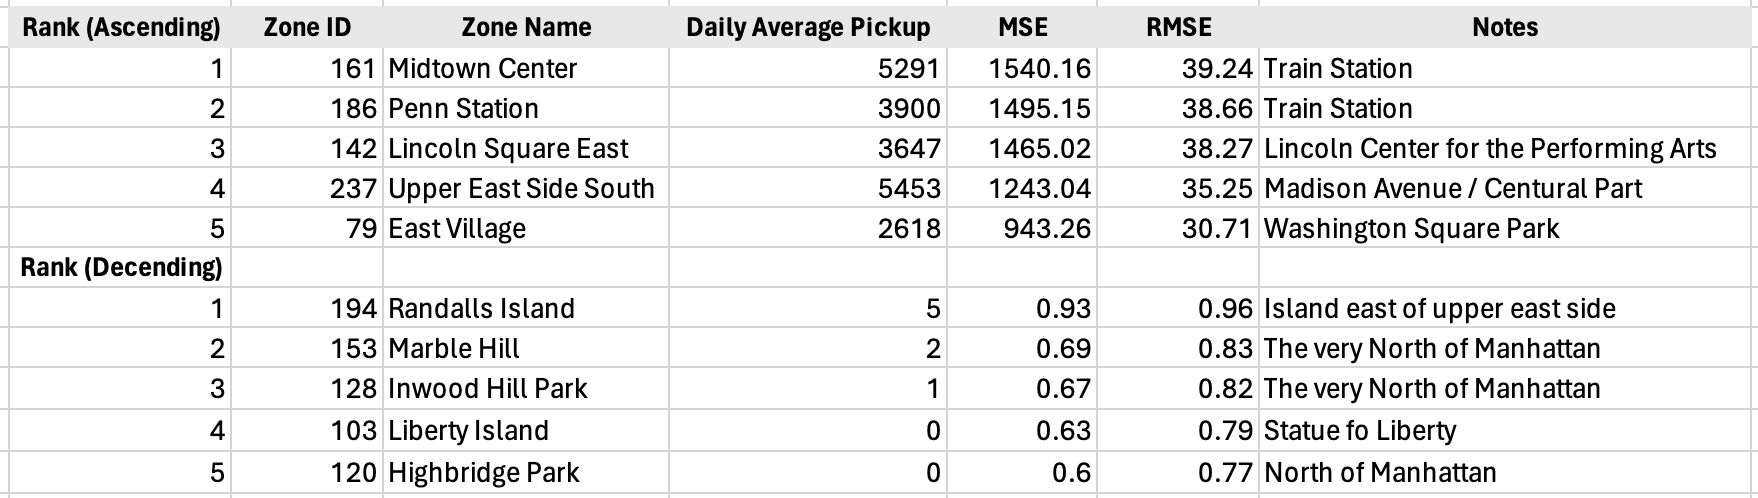 Rank (Ascending) Zone ID Zone Name Daily Average Pickup MSE RMSE Notes
1 161 Midtown Center 5291 1540.16 39.24 Train Station
2 186 Penn Station 3900 1495.15 38.66 Train Station
3 142 Lincoln Square East 3647 1465.02 38.27 Lincoln Center for the Performing Arts
4 237 Upper East Side South 5453 1243.04 35.25 Madison Avenue / Centural Part
5 79 East Village 2618 943.26 30.71 Washington Square Park
Rank (Decending)
1 194 Randalls Island 5 0.93 0.96 Island east of upper east side
2 153 Marble Hill 2 0.69 0.83 The very North of Manhattan
3 128 Inwood Hill Park 1 0.67 0.82 The very North of Manhattan
4 103 Liberty Island 0 0.63 0.79 Statue fo Liberty
5 120 Highbridge Park 0 0.6 0.77 North of Manhattan